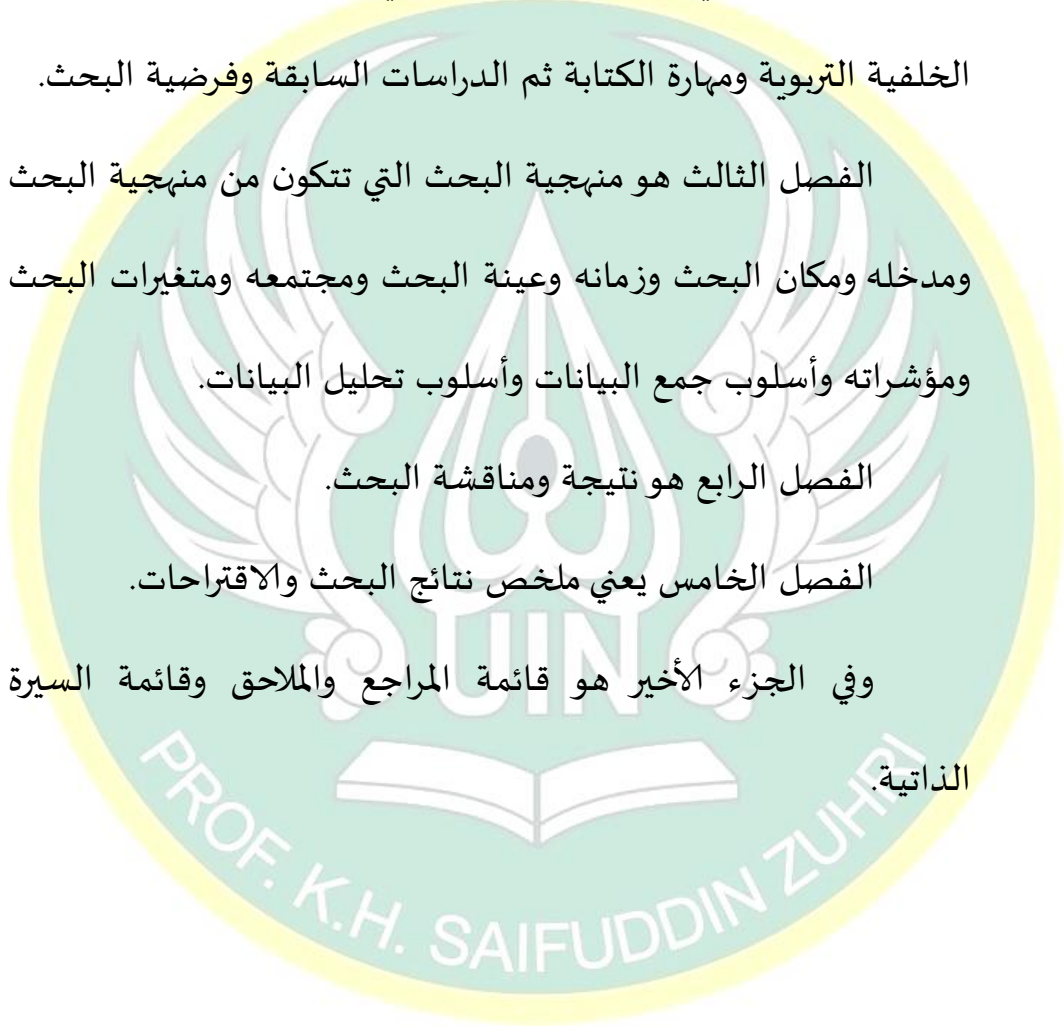 الخلفية التربوية ومهارة الكتابة ثم الدراسات السابقة وفرضية البحث.
الفصل الثالث هو منهجية البحث التي تتكون من منهجية البحث
ومدخله ومكان البحث وزمانه وعينة البحث ومجتمعه ومتغيرات البحث
ومؤشراته وأسلوب جمع البيانات وأسلوب تحليل البيانات.
الفصل الرابع هو نتيجة ومناقشة البحث.
الفصل الخامس يعني ملخص نتائج البحث والاقتراحات.
وفي الجزء الأخير هو قائمة المراجع والملاحق وقائمة السيرة
الذاتية.
UIN
PROF. K.H. SAIFUDDIN ZUHRI